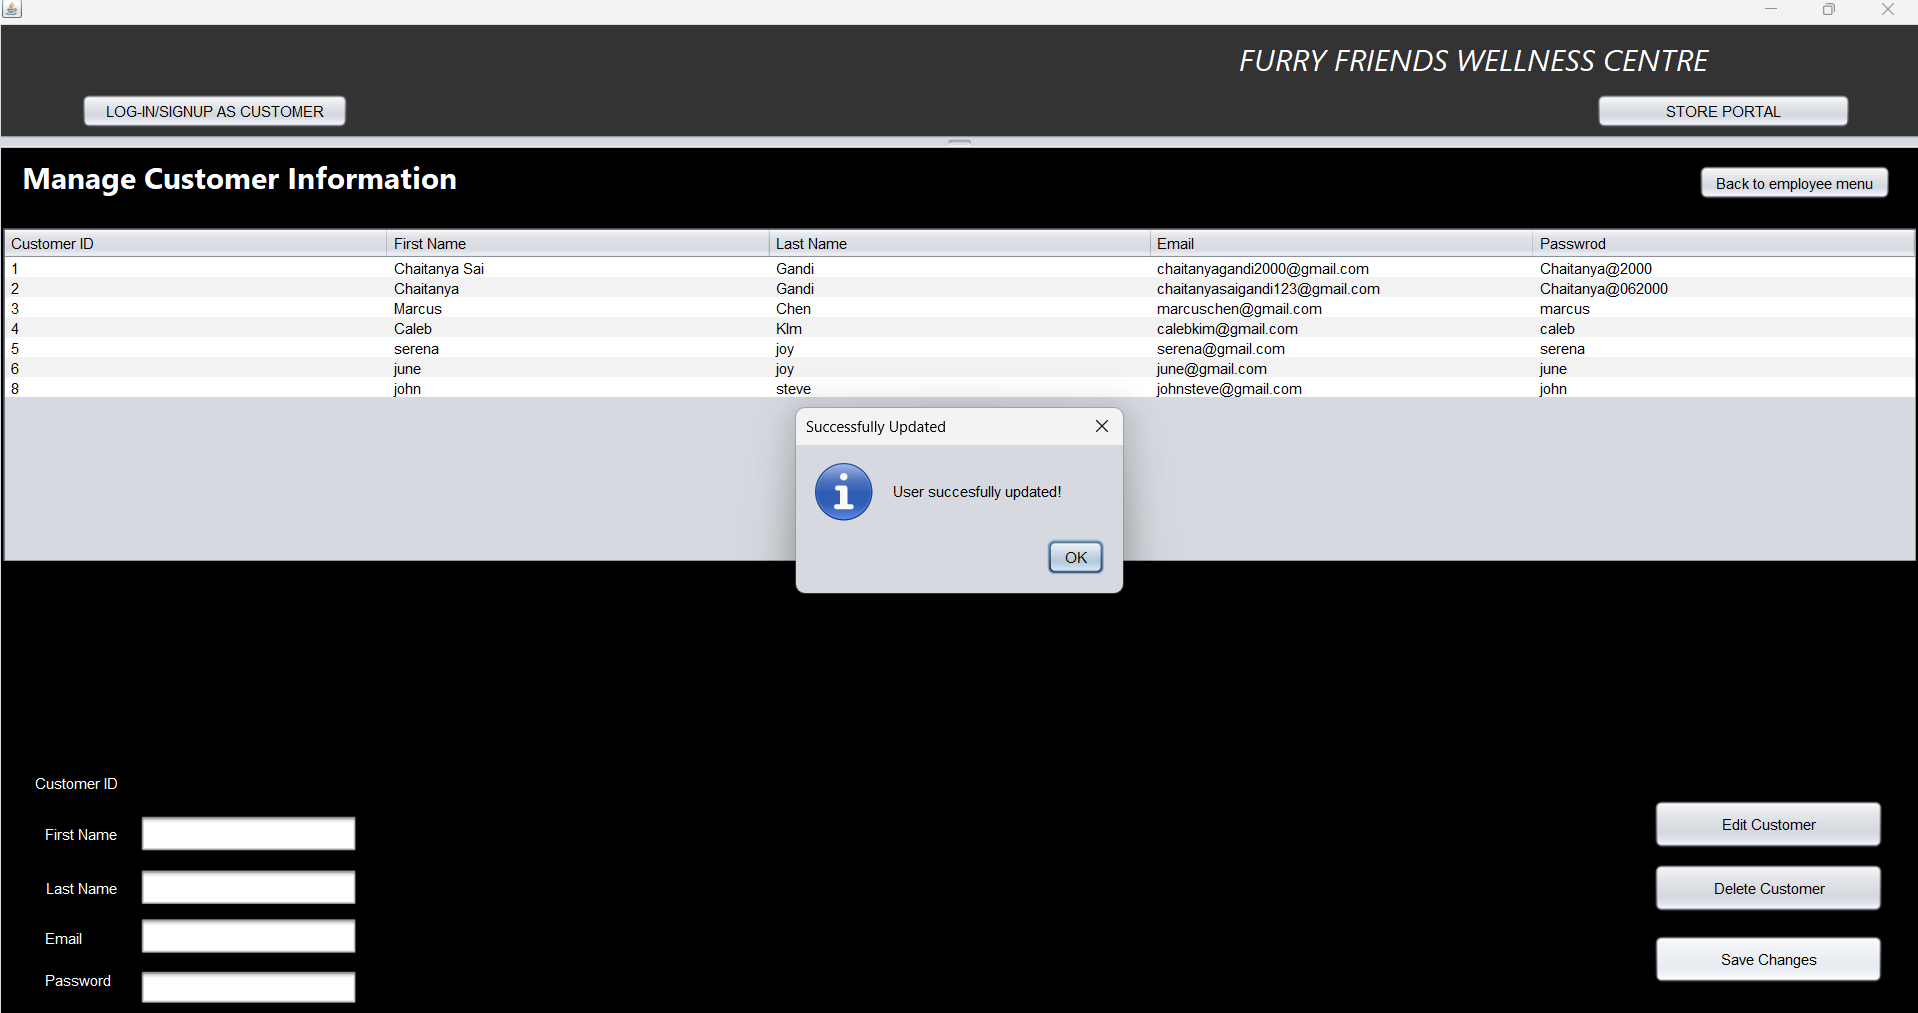 FURRY FRIENDS WELLNESS CENTRE
LOG-IN/SIGNUP AS CUSTOMER STORE PORTAL
Manage Customer Information Back to employee menu
Customer ID First Name Last Name Email Passwrod
1 Chaitanya Sai Gandi chaitanyagandi2000@gmail.com Chaitanya@2000
2 Chaitanya Gandi chaitanyasaigandi123@gmail.com Chaitanya@062000
3 Marcus Chen marcuschen@gmail.com marcus
4 Caleb KIm calebkim@gmail.com caleb
5 serena joy serena@gmail.com serena
6 june joy june@gmail.com june
8 john steve johnsteve@gmail.com john
Successfully Updated
User succesfully updated!
OK
Customer ID
First Name
Edit Customer
Last Name
Delete Customer
Email
Save Changes
Password